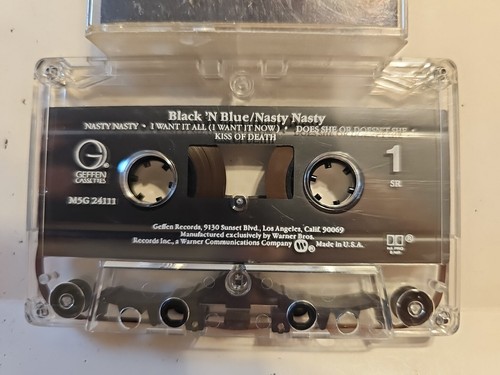 Black 'N Blue/Nasty Nasty
NASTY NASTY • I WANT IT ALL (I WANT IT NOW) • DOES SHE OR DOESN'T SHE •
KISS OF DEATH
G
GEFFEN
CASSETTES
M5G 24111
1
SR
Geffen Records, 9130 Sunset Blvd., Los Angeles, Calif. 90069
Manufactured exclusively by Warner Bros.
Records Inc., a Warner Communications Company Made in U.S.A.